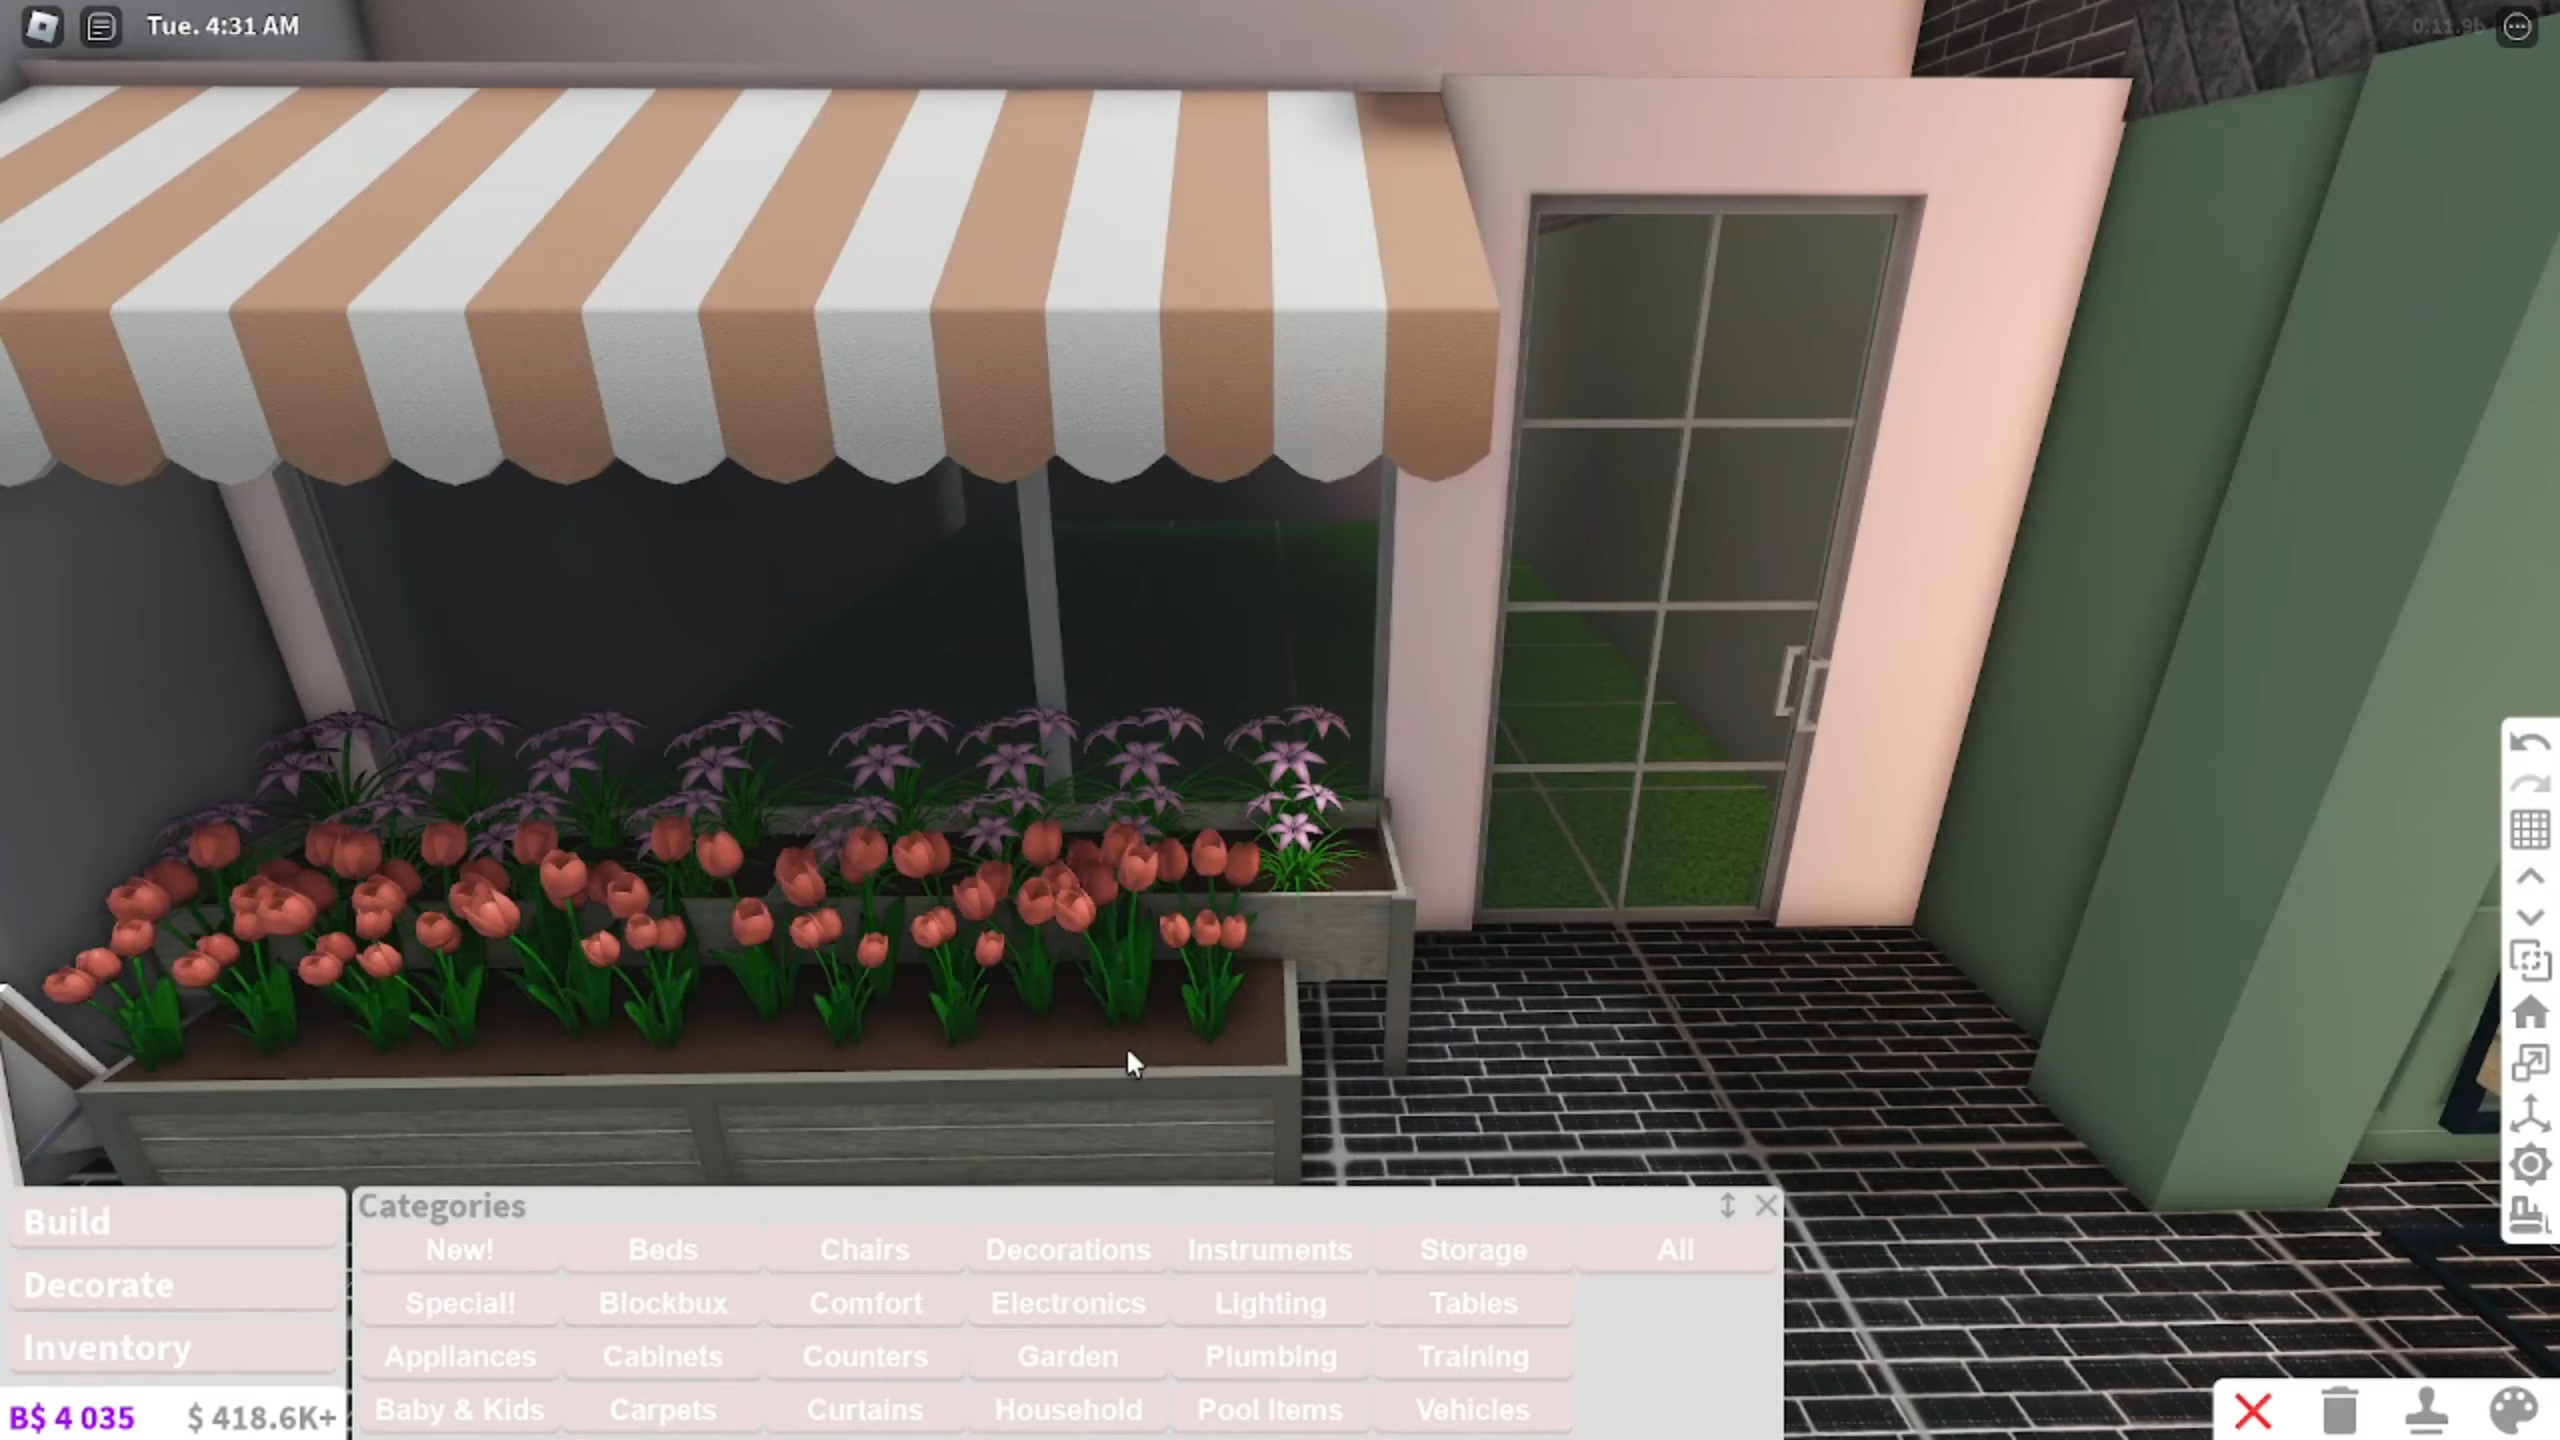 Tue. 4:31 AM
Build
Decorate
Inventory
B$ 4 035 $ 418.6K+
Categories
New! Beds Chairs Decorations Instruments Storage All
Special! Blockbux Comfort Electronics Lighting Tables
Appliances Cabinets Counters Garden Plumbing Training
Baby & Kids Carpets Curtains Household Pool Items Vehicles